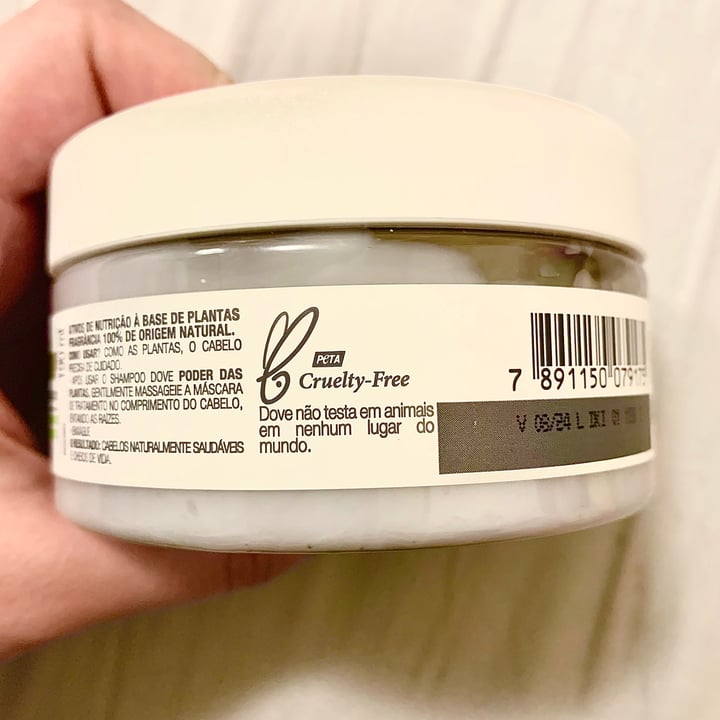 ATIVOS DE NUTRIÇÃO À BASE DE PLANTAS
FRAGRÂNCIA 100% DE ORIGEM NATURAL.
COMO USAR? COMO AS PLANTAS, O CABELO
PRECISA DE CUIDADO.
APÓS USAR O SHAMPOO DOVE PODER DAS
PLANTAS, GENTILMENTE MASSAGEIE A MÁSCARA
DE TRATAMENTO NO COMPRIMENTO DO CABELO,
EVITANDO AS RAÍZES.
ENXÁGUE.
O RESULTADO: CABELOS NATURALMENTE SAUDÁVEIS
E CHEIOS DE VIDA.
PETA
Cruelty-Free
Dove não testa em animais
em nenhum lugar do
mundo.
7 891150 07917
V 08/24 L